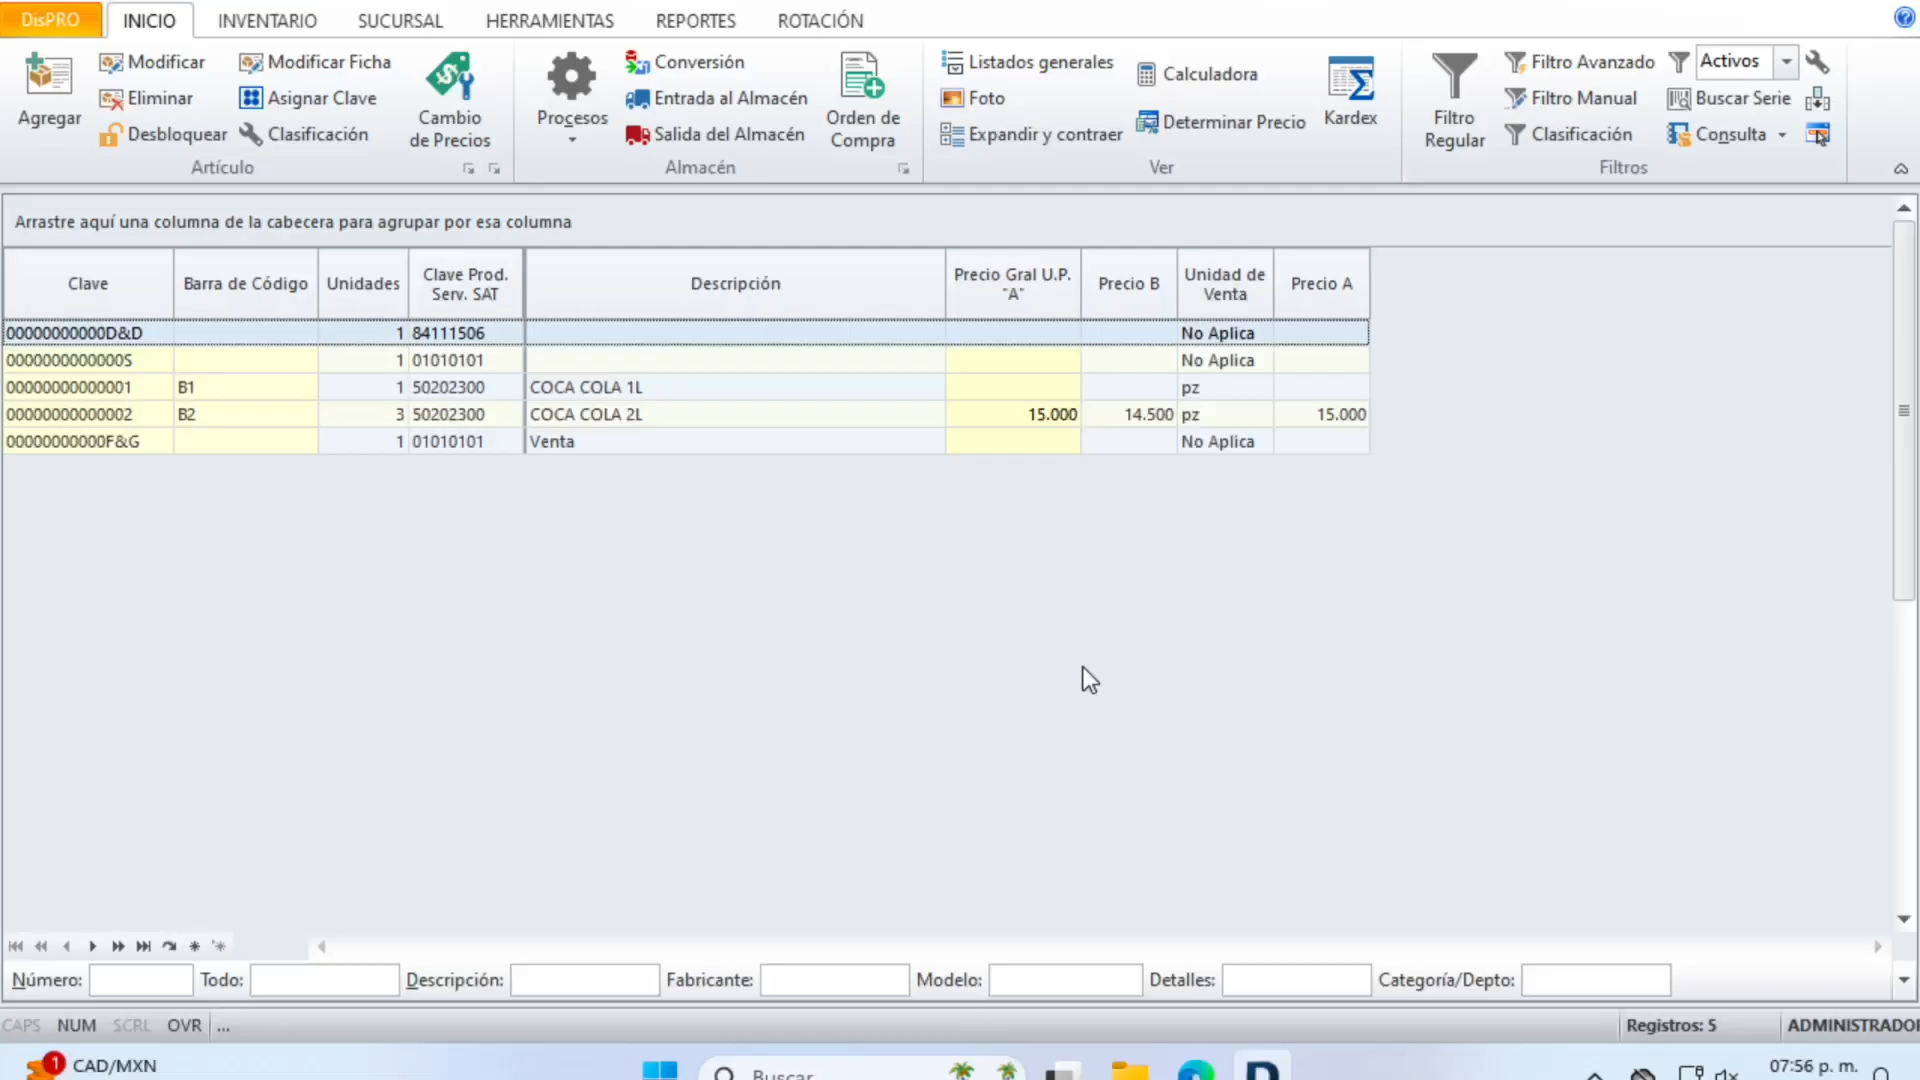 DisPRO INICIO INVENTARIO SUCURSAL HERRAMIENTAS REPORTES ROTACIÓN
Agregar
Modificar
Eliminar
Desbloquear
Modificar Ficha
Asignar Clave
Clasificación
Cambio
de Precios
Artículo
Procesos
Conversión
Entrada al Almacén
Salida del Almacén
Orden de
Compra
Almacén
Listados generales
Foto
Expandir y contraer
Calculadora
Determinar Precio
Kardex
Ver
Filtro
Regular
Filtro Avanzado
Filtro Manual
Clasificación
Activos
Buscar Serie
Consulta
Filtros
Arrastre aquí una columna de la cabecera para agrupar por esa columna
Clave Barra de Código Unidades Clave Prod. Serv. SAT Descripción Precio Gral U.P. "A" Precio B Unidad de Venta Precio A
00000000000D&D 1 84111506 No Aplica
0000000000000S 1 01010101 No Aplica
00000000000001 B1 1 50202300 COCA COLA 1L pz
00000000000002 B2 3 50202300 COCA COLA 2L 15.000 14.500 pz 15.000
00000000000F&G 1 01010101 Venta No Aplica
Número: Todo: Descripción: Fabricante: Modelo: Detalles: Categoría/Depto:
CAPS NUM SCRL OVR ... Registros: 5 ADMINISTRADOR
1 CAD/MXN Buscar 07:56 p. m.